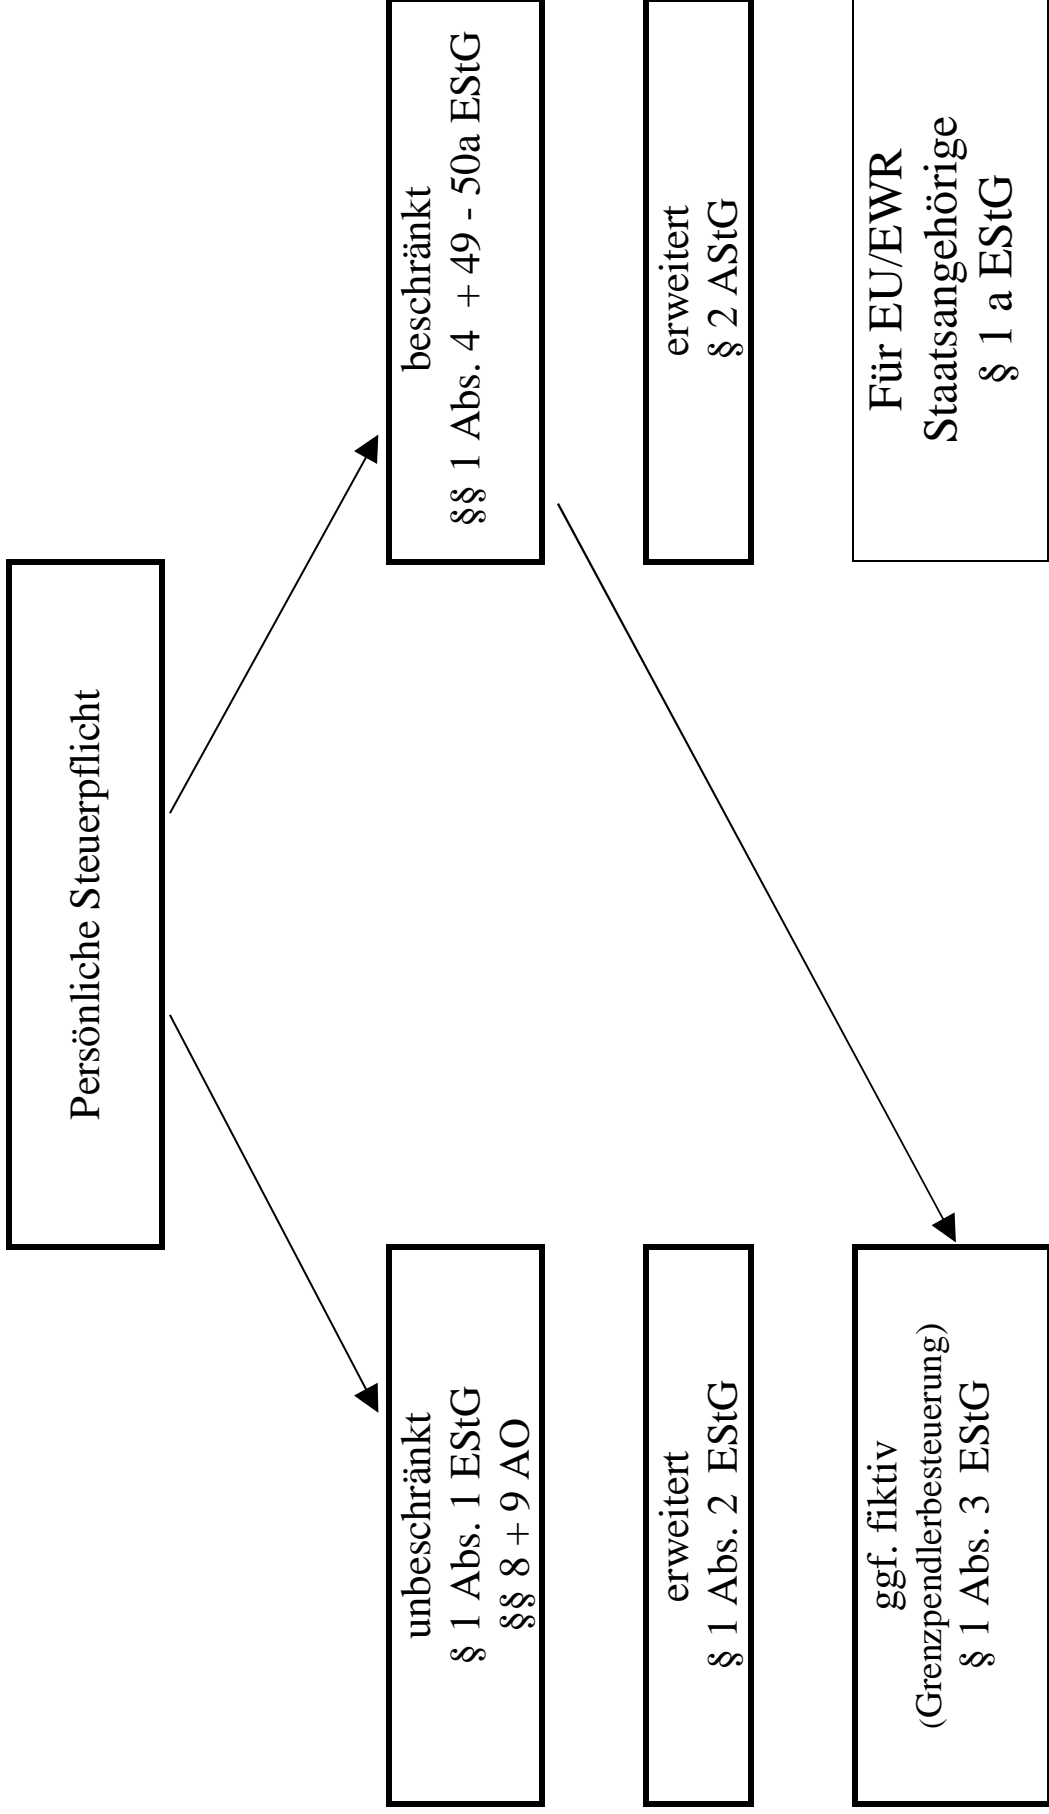 Persönliche Steuerpflicht
unbeschränkt
§ 1 Abs. 1 EStG
§§ 8 + 9 AO
beschränkt
§§ 1 Abs. 4 + 49 - 50a EStG
erweitert
§ 1 Abs. 2 EStG
erweitert
§ 2 AStG
ggf. fiktiv
(Grenzpendlerbesteuerung)
§ 1 Abs. 3 EStG
Für EU/EWR
Staatsangehörige
§ 1 a EStG